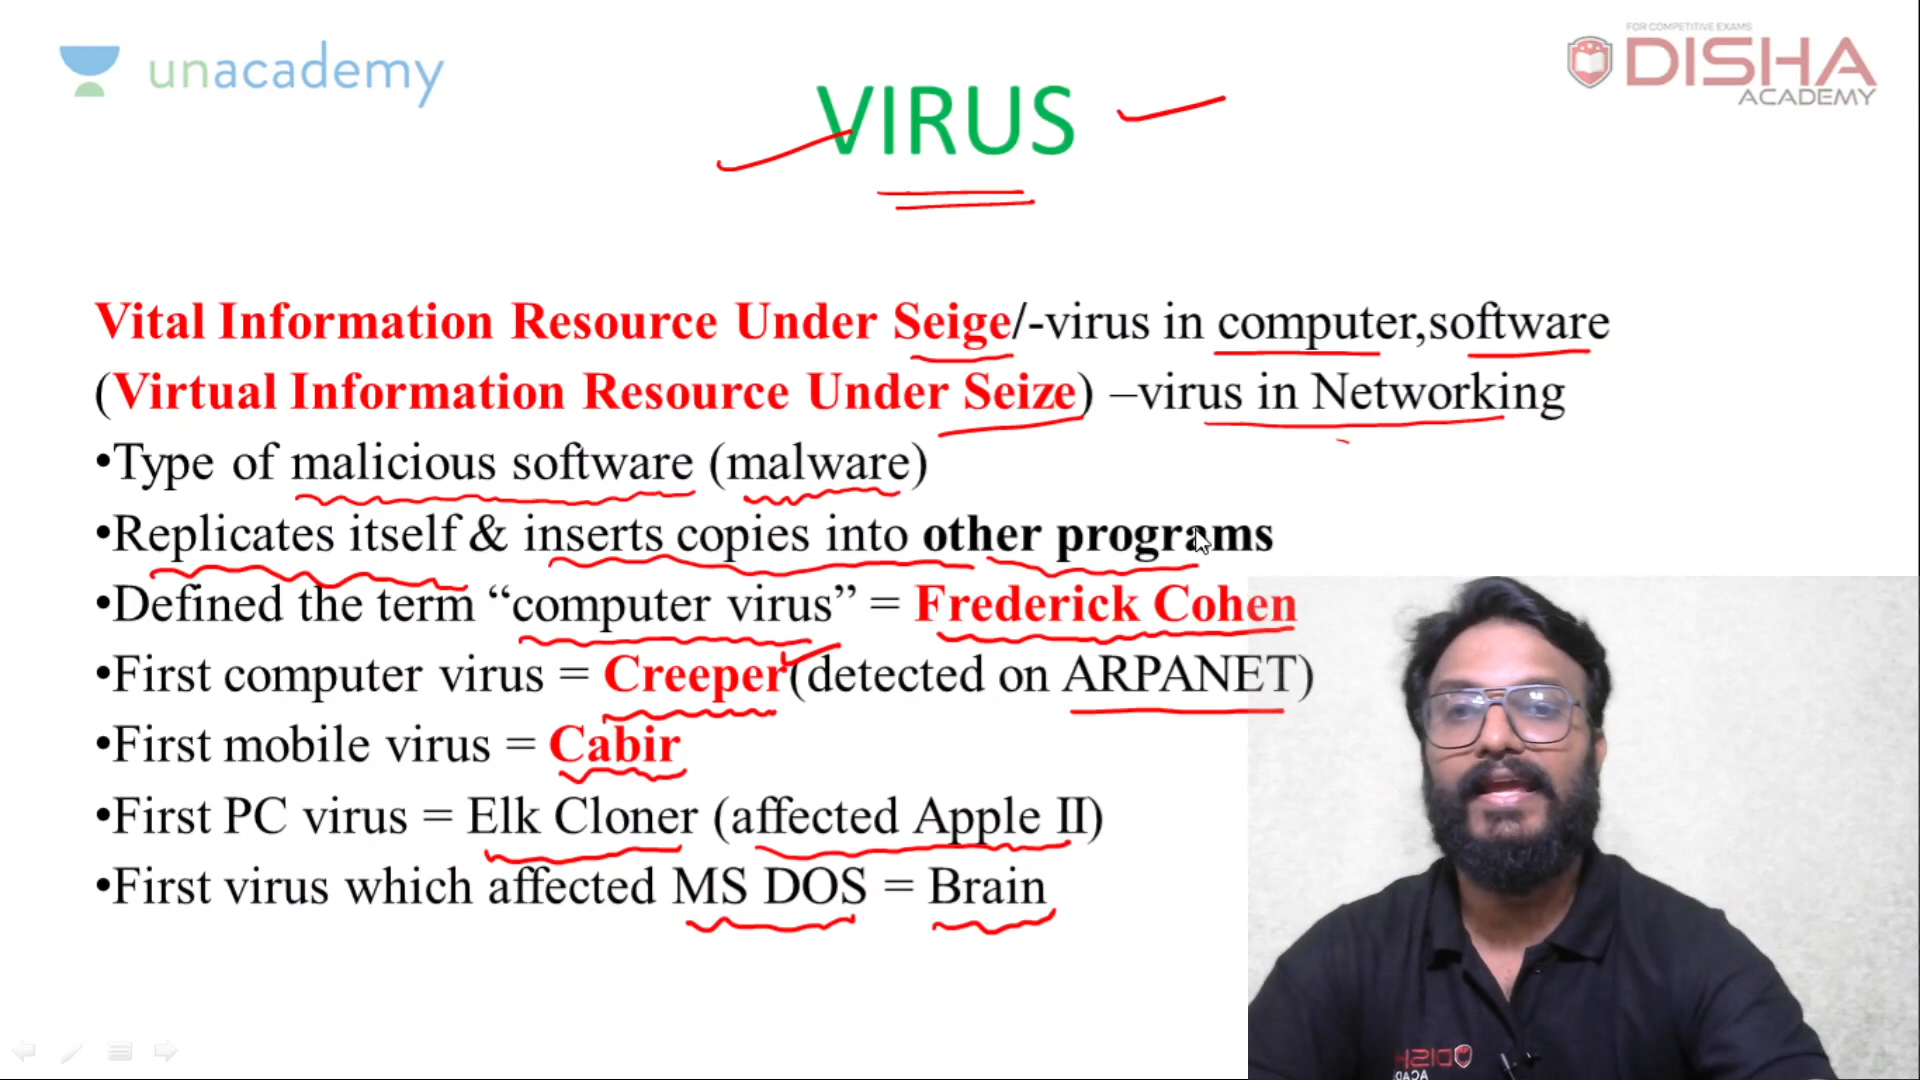 unacademy
FOR COMPETITIVE EXAMS
DISHA
ACADEMY
VIRUS
Vital Information Resource Under Seige/-virus in computer,software
(Virtual Information Resource Under Seize) –virus in Networking
•Type of malicious software (malware)
•Replicates itself & inserts copies into other programs
•Defined the term “computer virus” = Frederick Cohen
•First computer virus = Creeper(detected on ARPANET)
•First mobile virus = Cabir
•First PC virus = Elk Cloner (affected Apple II)
•First virus which affected MS DOS = Brain
DISHA